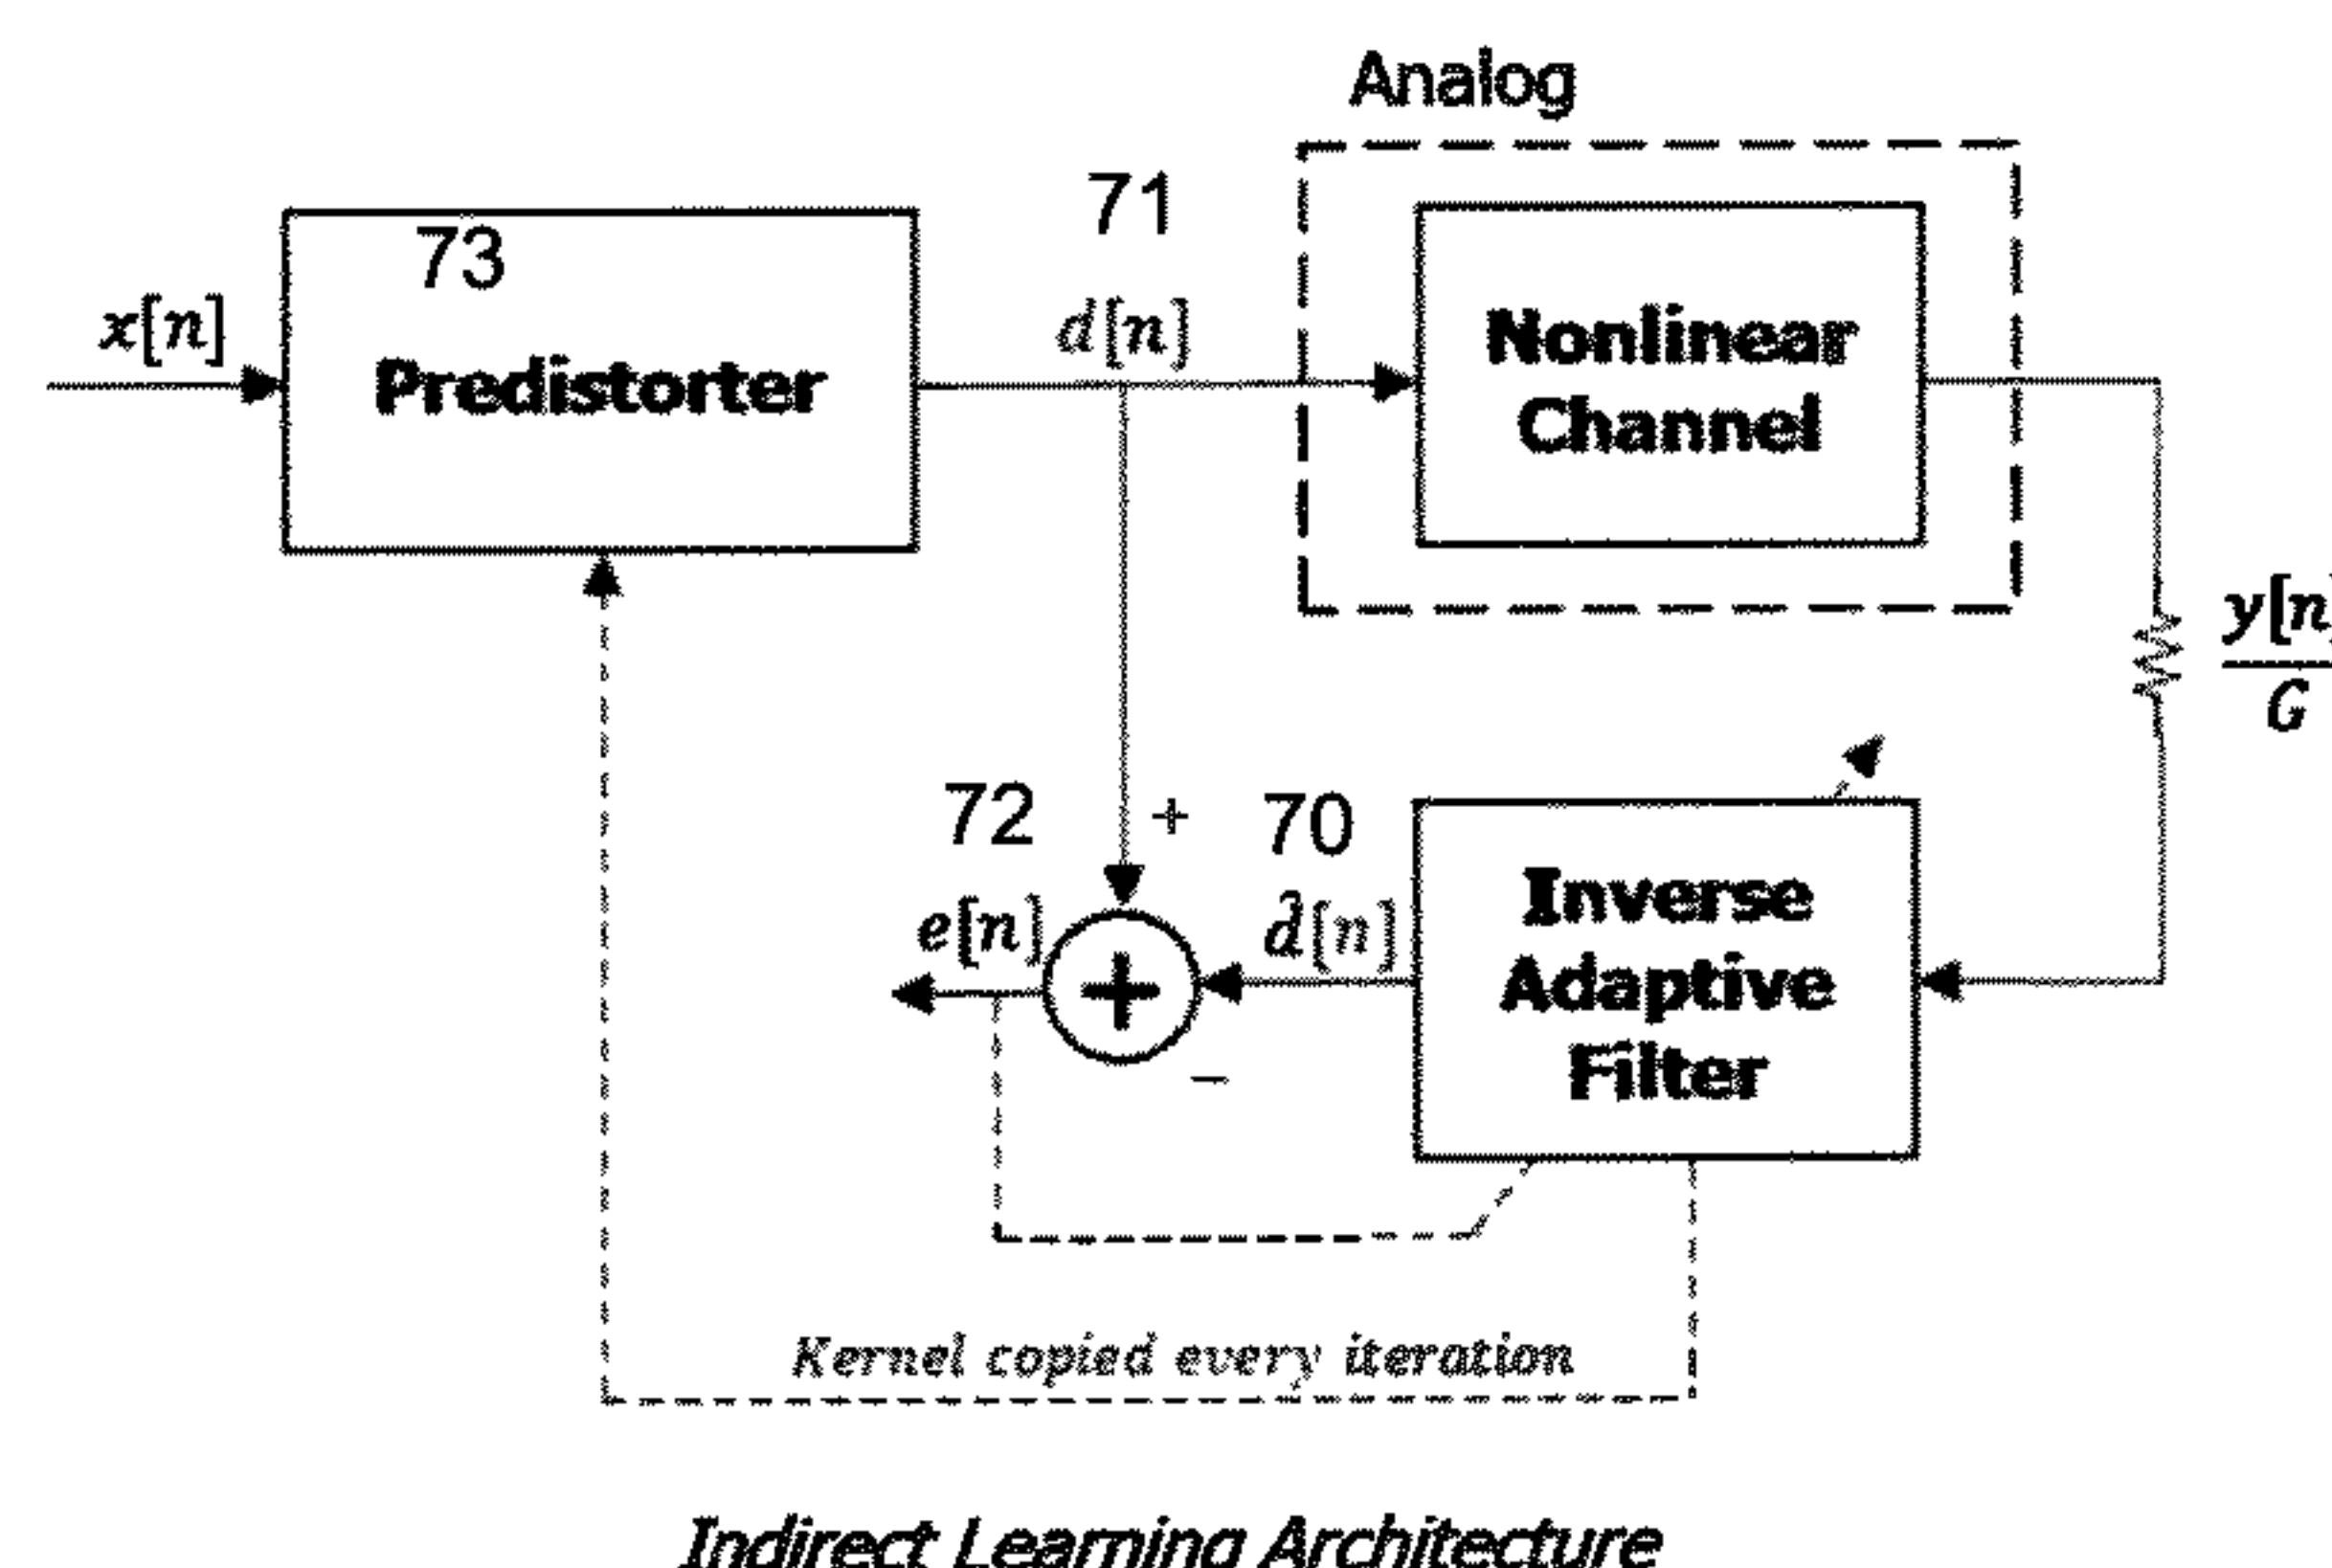 Analog
71
73
x[n]
d[n]
Predistorter
Nonlinear
Channel
y[n]
G
72
+
70
e[n]
d̂[n]
+
Inverse
Adaptive
Filter
−
Kernel copied every iteration
Indirect Learning Architecture